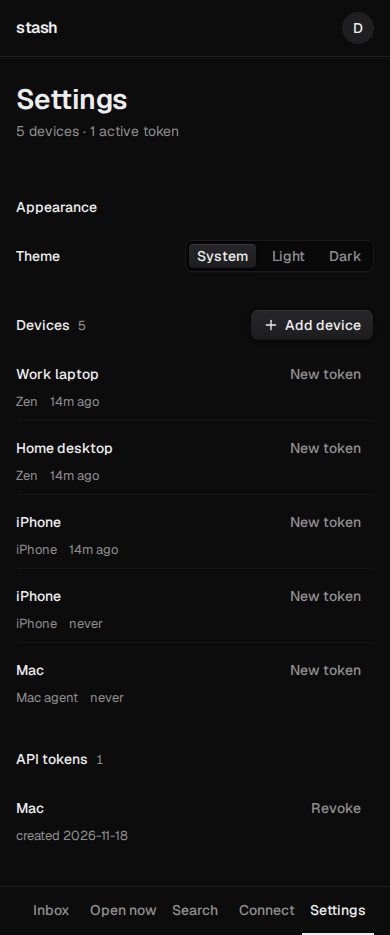 stash
D
Settings
5 devices · 1 active token
Appearance
Theme System Light Dark
Devices 5 + Add device
Work laptop New token
Zen 14m ago
Home desktop New token
Zen 14m ago
iPhone New token
iPhone 14m ago
iPhone New token
iPhone never
Mac New token
Mac agent never
API tokens 1
Mac Revoke
created 2026-11-18
Inbox Open now Search Connect Settings